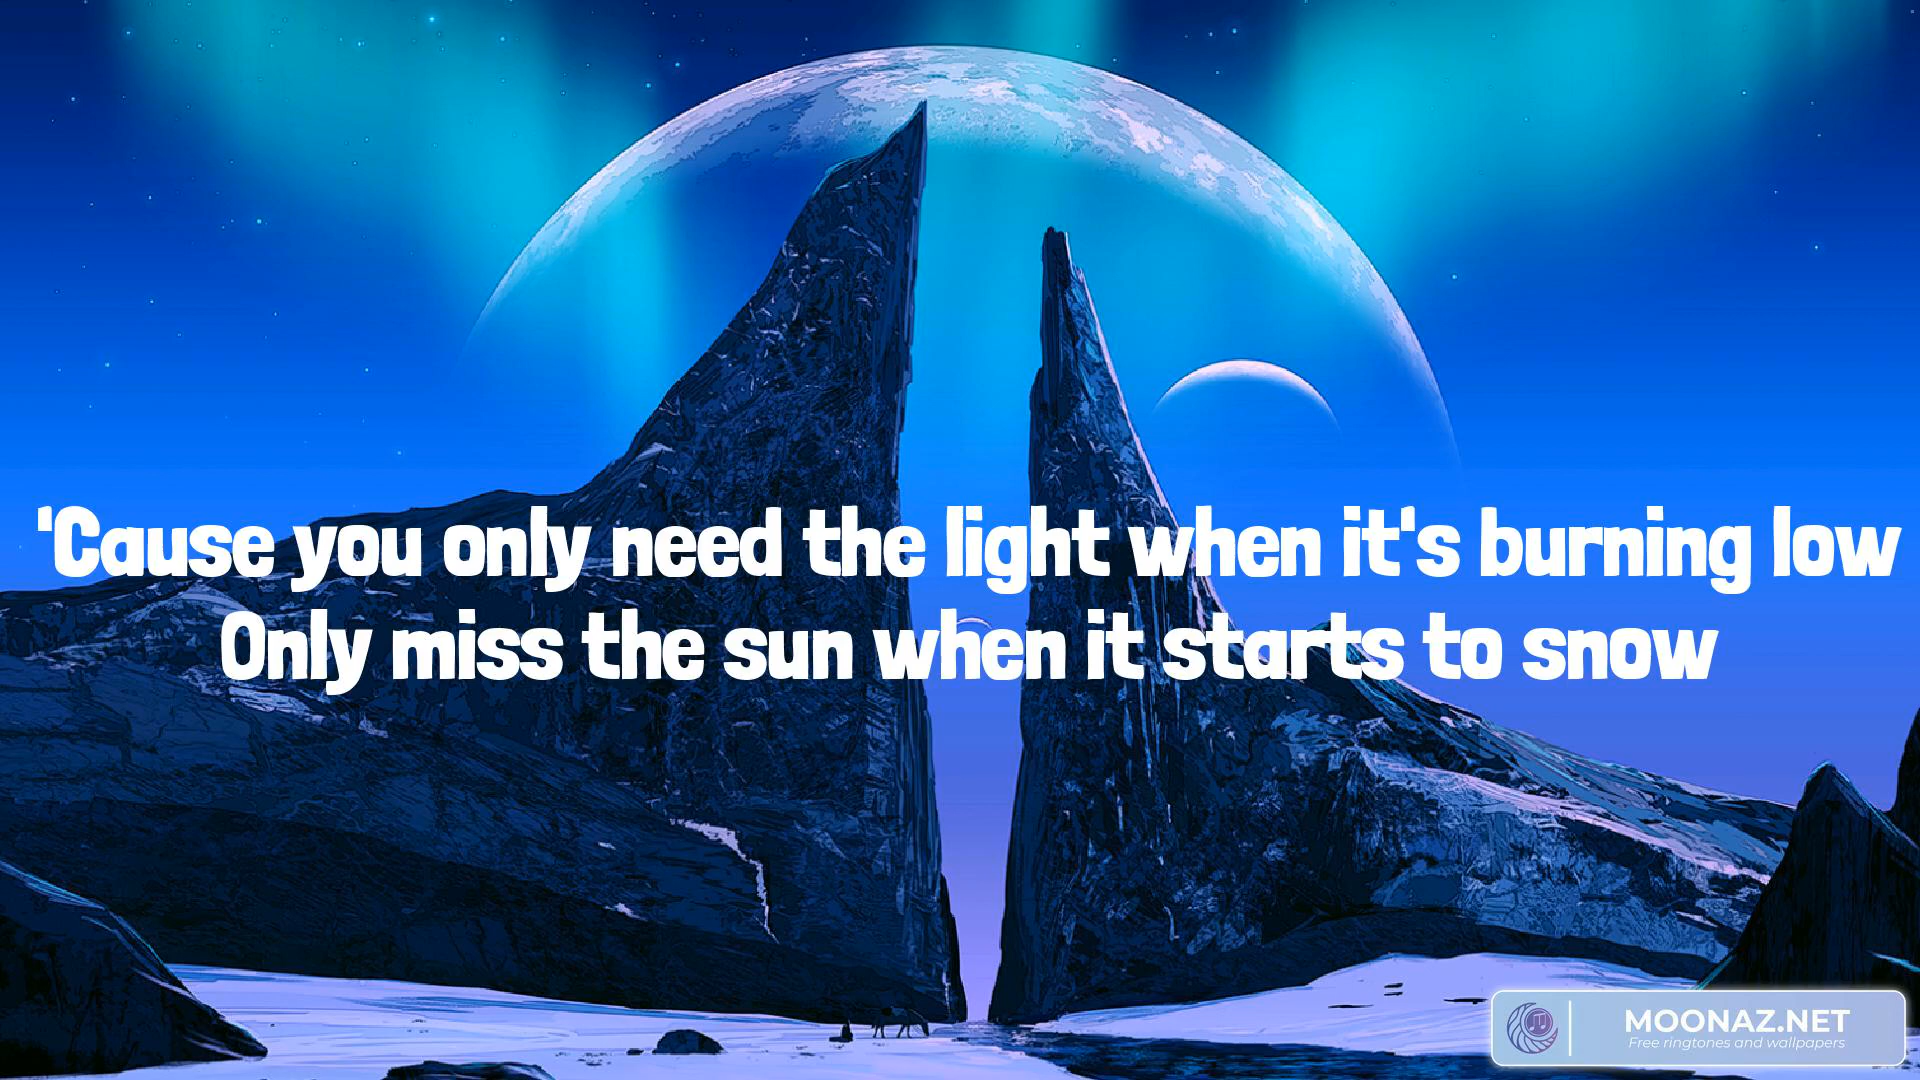 'Cause you only need the light when it's burning low
Only miss the sun when it starts to snow
MOONAZ.NET
Free ringtones and wallpapers